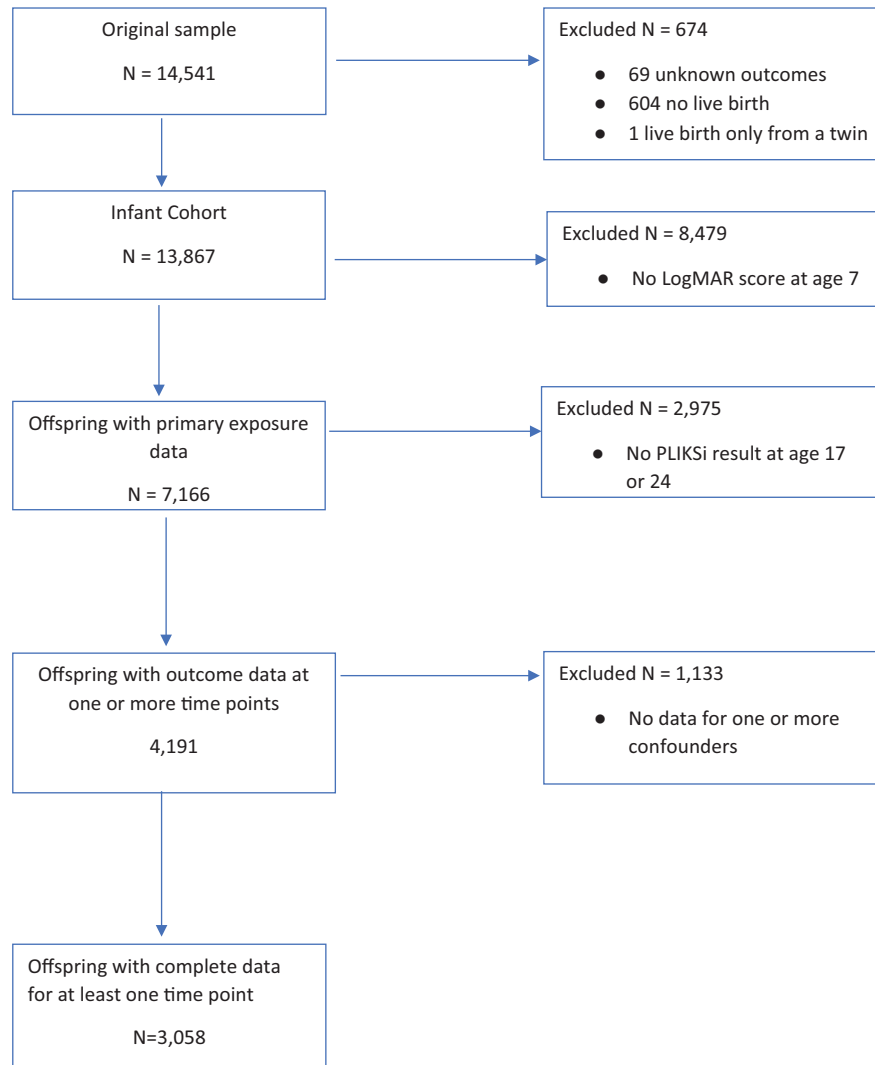 Original sample
N = 14,541
Excluded N = 674
● 69 unknown outcomes
● 604 no live birth
● 1 live birth only from a twin
Infant Cohort
N = 13,867
Excluded N = 8,479
● No LogMAR score at age 7
Offspring with primary exposure
data
N = 7,166
Excluded N = 2,975
● No PLIKSi result at age 17
or 24
Offspring with outcome data at
one or more time points
4,191
Excluded N = 1,133
● No data for one or more
confounders
Offspring with complete data
for at least one time point
N=3,058